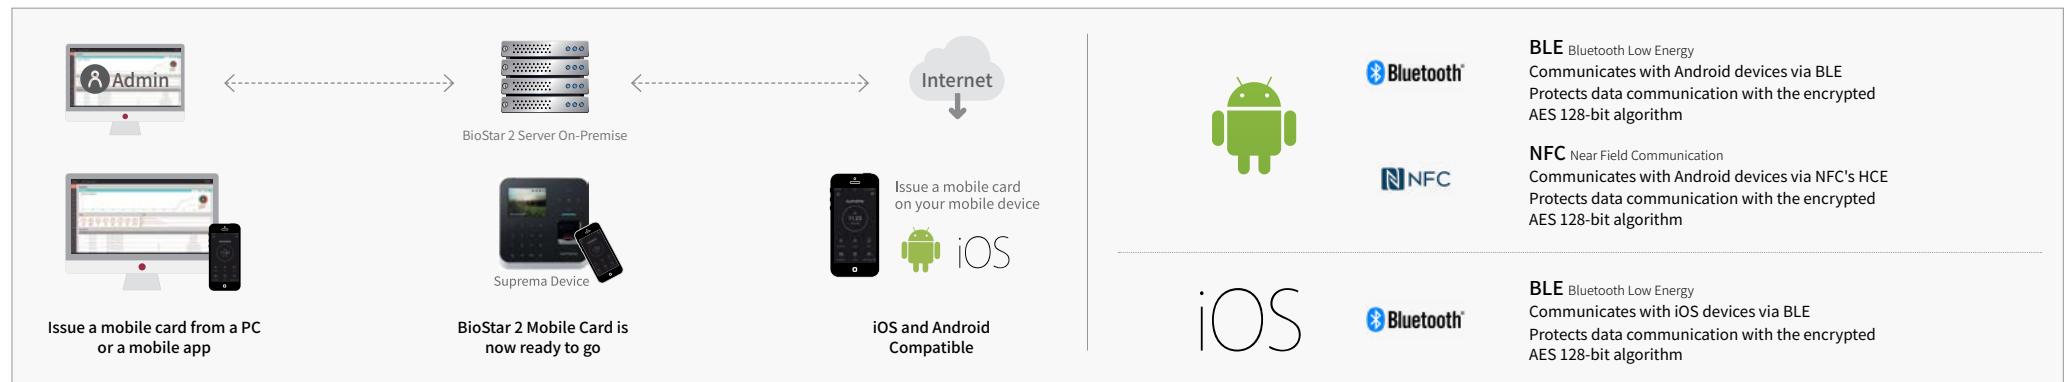 Admin
BioStar 2 Server On-Premise
Internet
Suprema Device
Issue a mobile card
on your mobile device
iOS
Issue a mobile card from a PC
or a mobile app
BioStar 2 Mobile Card is
now ready to go
iOS and Android
Compatible
Bluetooth®
BLE Bluetooth Low Energy
Communicates with Android devices via BLE
Protects data communication with the encrypted
AES 128-bit algorithm
NFC
NFC Near Field Communication
Communicates with Android devices via NFC's HCE
Protects data communication with the encrypted
AES 128-bit algorithm
iOS
Bluetooth®
BLE Bluetooth Low Energy
Communicates with iOS devices via BLE
Protects data communication with the encrypted
AES 128-bit algorithm